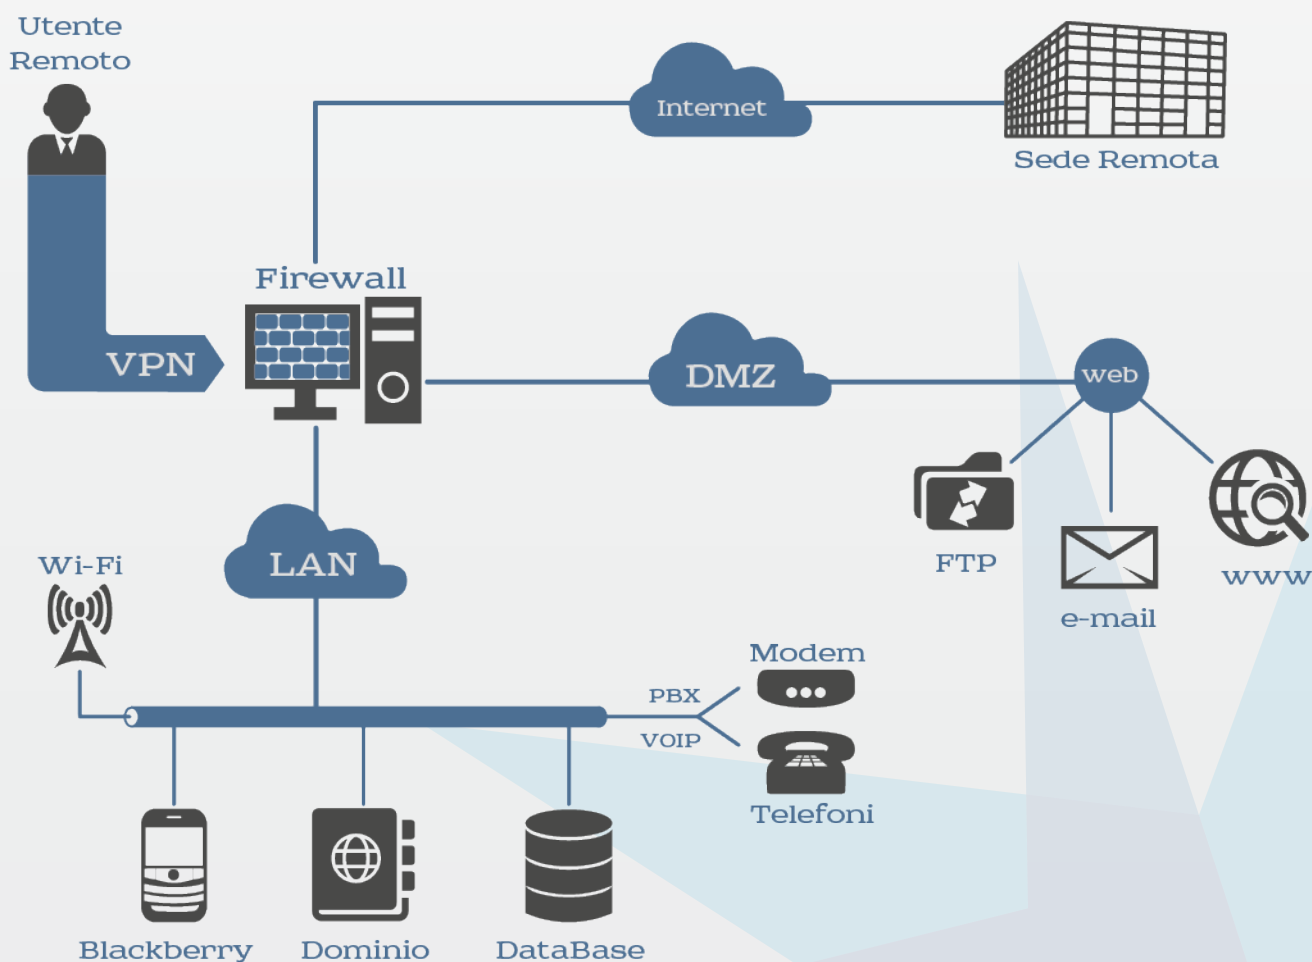 Utente
Remoto
Internet
Sede Remota
Firewall
VPN
DMZ
web
FTP
e-mail
www
LAN
Wi-Fi
Modem
PBX
VOIP
Telefoni
Blackberry
Dominio
DataBase